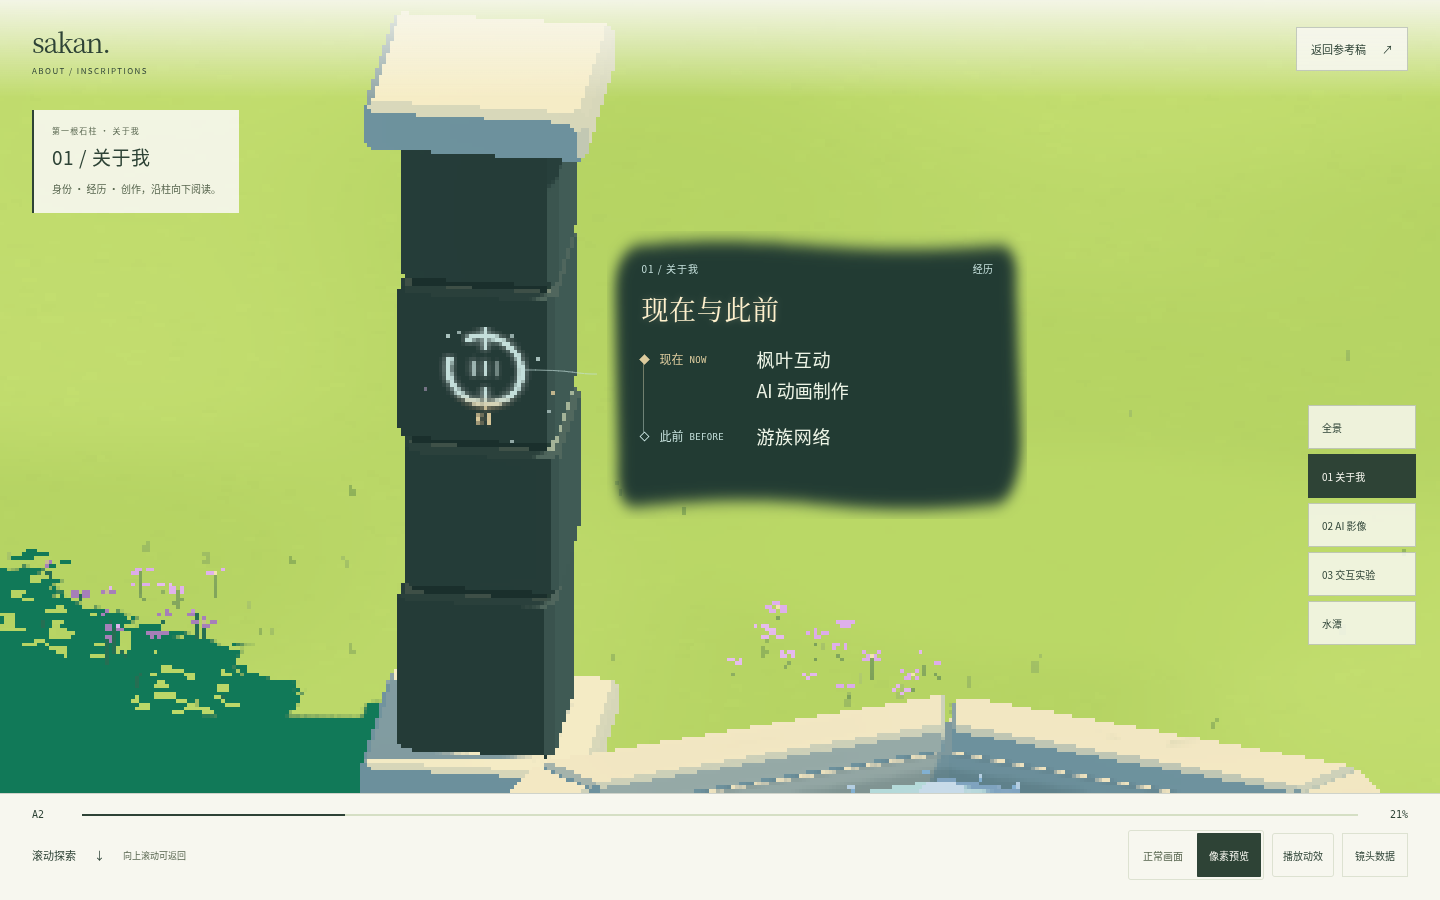 sakan.
ABOUT / INSCRIPTIONS
返回参考稿 ↗
第一根石柱 · 关于我
01 / 关于我
身份 · 经历 · 创作，沿柱向下阅读。
01 / 关于我 经历
现在与此前
现在 NOW 枫叶互动
AI 动画制作
此前 BEFORE 游族网络
全景
01 关于我
02 AI 影像
03 交互实验
水潭
A2 21%
滚动探索 ↓ 向上滚动可返回
正常画面 像素预览 播放动效 镜头数据